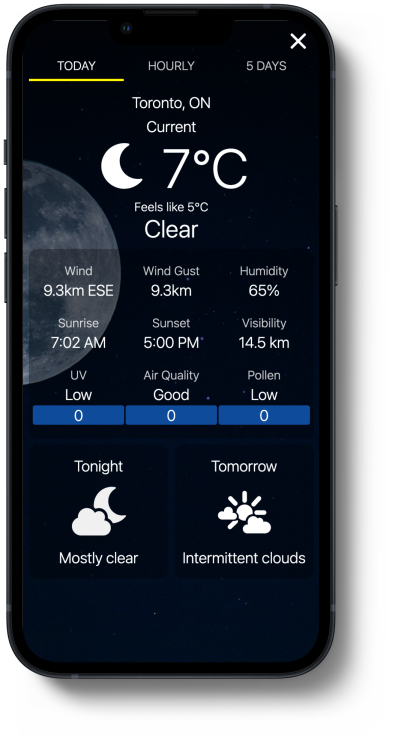 TODAY HOURLY 5 DAYS
Toronto, ON
Current
7°C
Feels like 5°C
Clear
Wind Wind Gust Humidity
9.3km ESE 9.3km 65%
Sunrise Sunset Visibility
7:02 AM 5:00 PM 14.5 km
UV Air Quality Pollen
Low Good Low
0 0 0
Tonight Tomorrow
Mostly clear Intermittent clouds